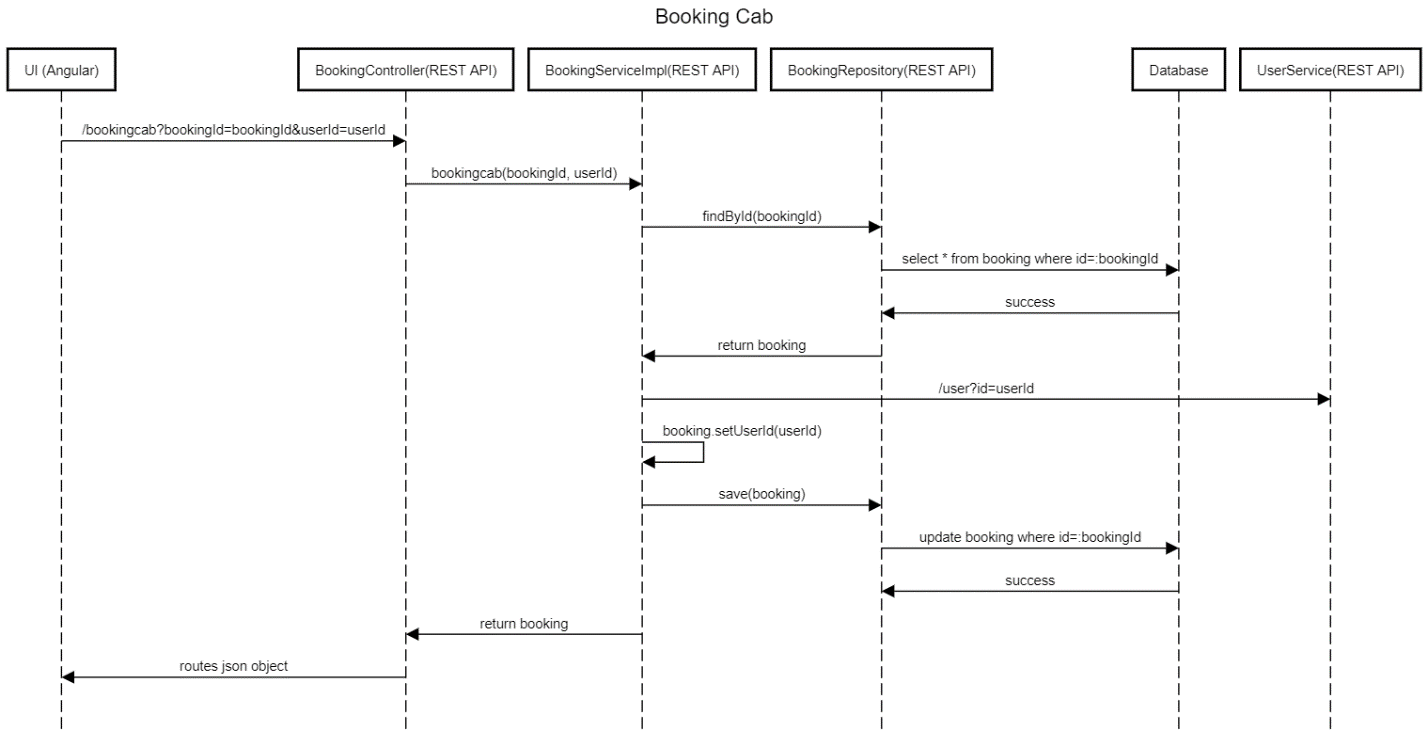 Booking Cab
UI (Angular)
BookingController(REST API)
BookingServiceImpl(REST API)
BookingRepository(REST API)
Database
UserService(REST API)
/bookingcab?bookingId=bookingId&userId=userId
bookingcab(bookingId, userId)
findById(bookingId)
select * from booking where id=:bookingId
success
return booking
/user?id=userId
booking.setUserId(userId)
save(booking)
update booking where id=:bookingId
success
return booking
routes json object